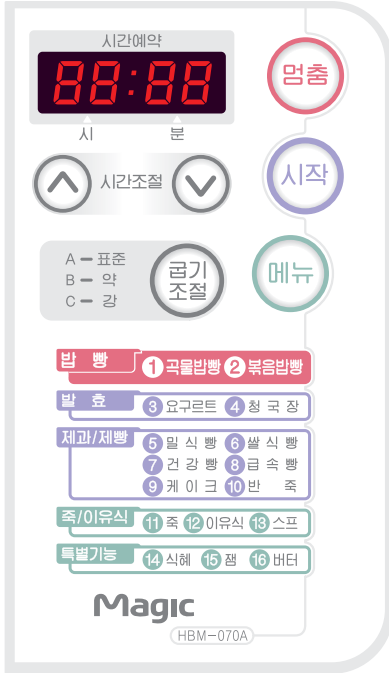 시간예약
88:88
시 분
멈춤
시간조절
시작
A - 표준
B - 약
C - 강
굽기
조절
메뉴
밥 빵 1 곡물밥빵 2 볶음밥빵
발 효 3 요구르트 4 청 국 장
제과/제빵 5 밀 식 빵 6 쌀 식 빵
7 건 강 빵 8 급 속 빵
9 케 이 크 10 반 죽
죽/이유식 11 죽 12 이유식 13 스프
특별기능 14 식혜 15 잼 16 버터
Magic
HBM-070A